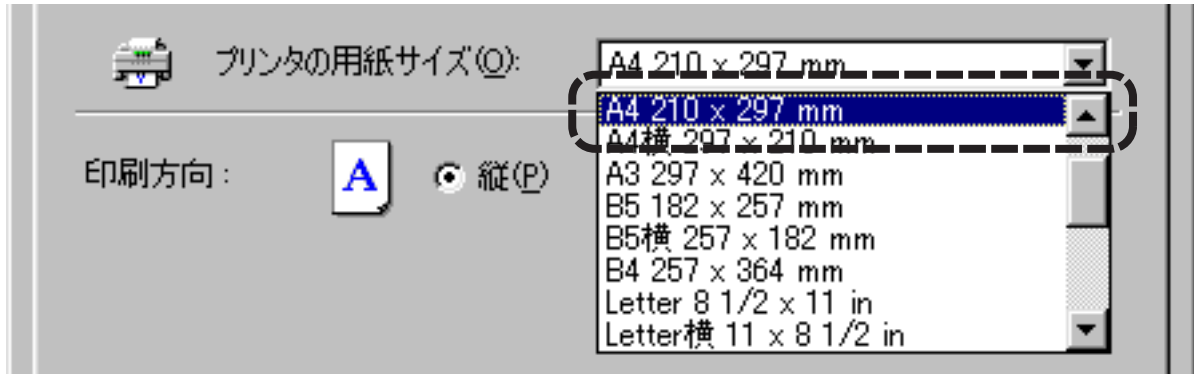 プリンタの用紙サイズ(O):
A4 210 x 297 mm
A4 210 x 297 mm
A4横 297 x 210 mm
A3 297 x 420 mm
B5 182 x 257 mm
B5横 257 x 182 mm
B4 257 x 364 mm
Letter 8 1/2 x 11 in
Letter横 11 x 8 1/2 in
印刷方向:
A
縦(P)